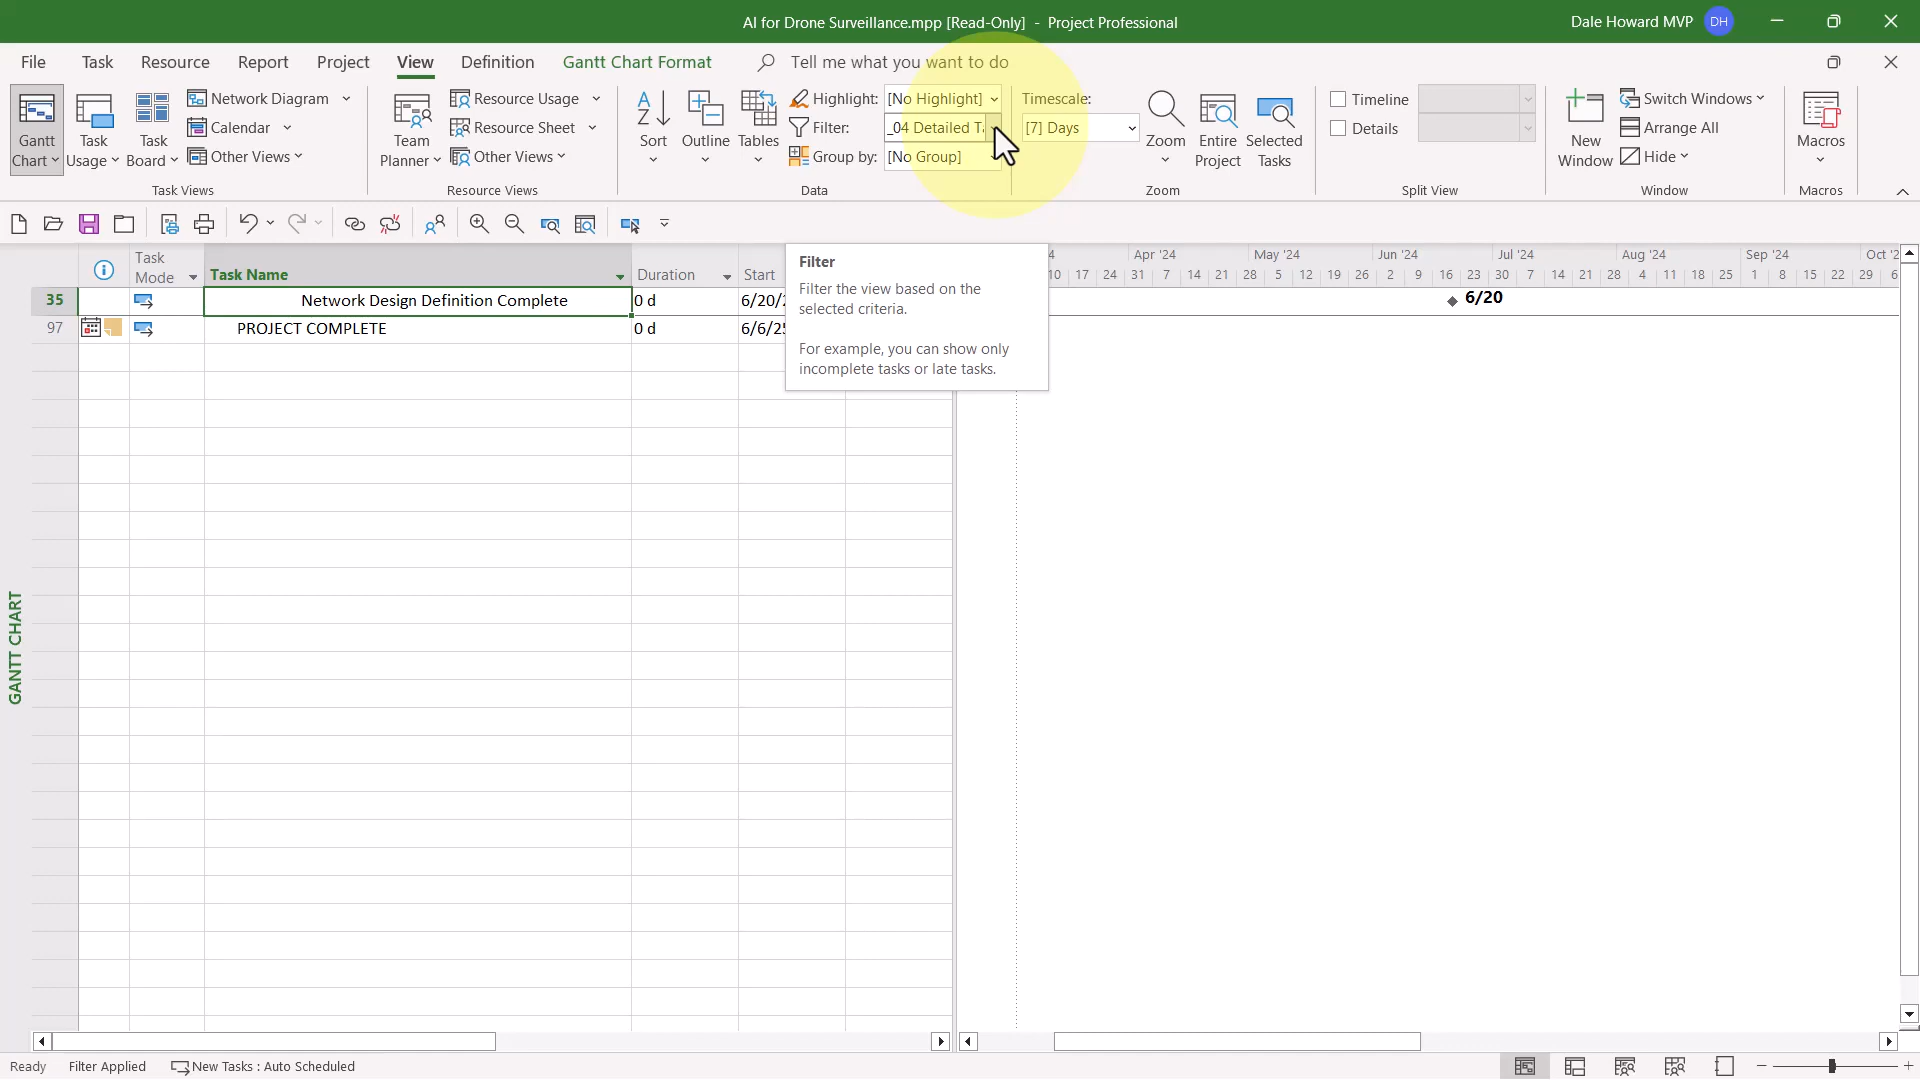 AI for Drone Surveillance.mpp [Read-Only] - Project Professional
Dale Howard MVP DH
File Task Resource Report Project View Definition Gantt Chart Format Tell me what you want to do
Gantt Chart
Task Usage
Task Board
Network Diagram
Calendar
Other Views
Task Views
Team Planner
Resource Usage
Resource Sheet
Other Views
Resource Views
Sort
Outline
Tables
Highlight: [No Highlight]
Filter: _04 Detailed T
Group by: [No Group]
Data
Timescale:
[7] Days
Zoom
Entire Project
Selected Tasks
Zoom
Timeline
Details
Split View
New Window
Switch Windows
Arrange All
Hide
Window
Macros
Macros
Task Mode
Task Name
Duration
Start
35 Network Design Definition Complete 0 d 6/20/2
97 PROJECT COMPLETE 0 d 6/6/25
Filter
Filter the view based on the
selected criteria.
For example, you can show only
incomplete tasks or late tasks.
4 Apr '24 May '24 Jun '24 Jul '24 Aug '24 Sep '24 Oct '2
10 17 24 31 7 14 21 28 5 12 19 26 2 9 16 23 30 7 14 21 28 4 11 18 25 1 8 15 22 29 6
6/20
GANTT CHART
Ready Filter Applied New Tasks : Auto Scheduled